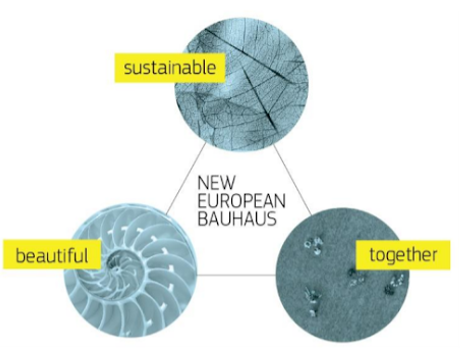 sustainable
NEW
EUROPEAN
BAUHAUS
beautiful
together